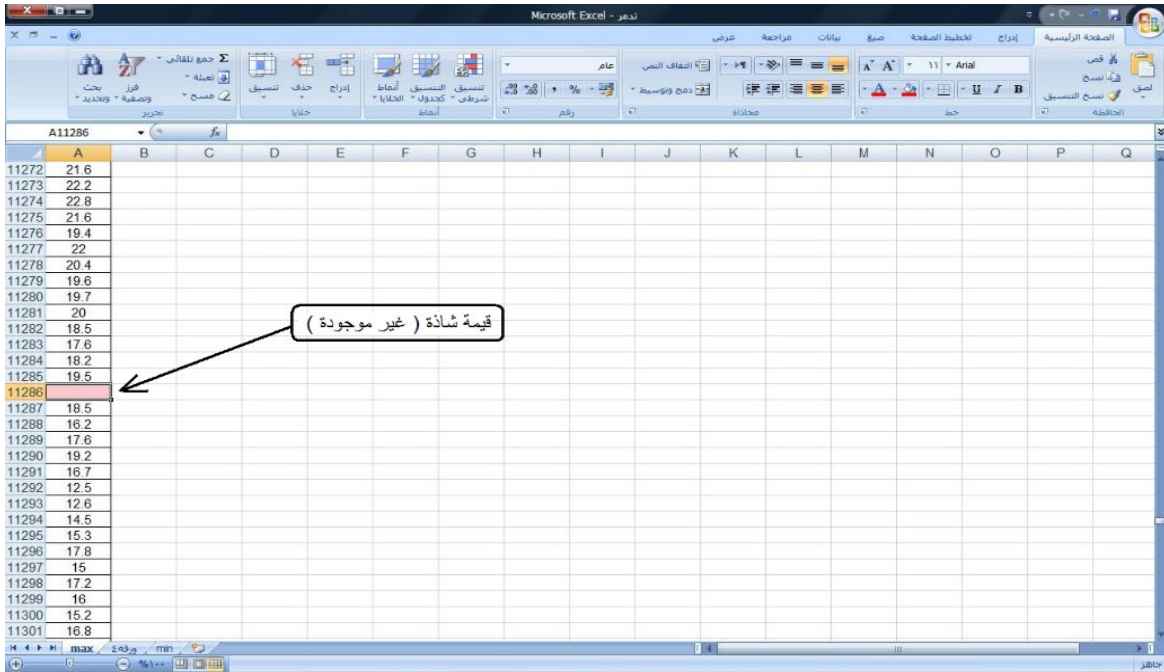 تدمر - Microsoft Excel
الصفحة الرئيسية إدراج تخطيط الصفحة صيغ بيانات مراجعة عرض
لصق
قص
نسخ
نسخ التنسيق
الحافظة
Arial ١١
B I U
خط
التفاف النص
دمج وتوسيط
محاذاة
عام
%
رقم
تنسيق شرطي
التنسيق كجدول
أنماط الخلايا
أنماط
إدراج
حذف
تنسيق
خلايا
Σ جمع تلقائي
تعبئة
مسح
فرز وتصفية
بحث وتحديد
تحرير
A11286 fx
A B C D E F G H I J K L M N O P Q
11272 21.6
11273 22.2
11274 22.8
11275 21.6
11276 19.4
11277 22
11278 20.4
11279 19.6
11280 19.7
11281 20
قيمة شاذة ( غير موجودة )
11282 18.5
11283 17.6
11284 18.2
11285 19.5
11286
11287 18.5
11288 16.2
11289 17.6
11290 19.2
11291 16.7
11292 12.5
11293 12.6
11294 14.5
11295 15.3
11296 17.8
11297 15
11298 17.2
11299 16
11300 15.2
11301 16.8
max ورقة٤ min
جاهز
%١٠٠